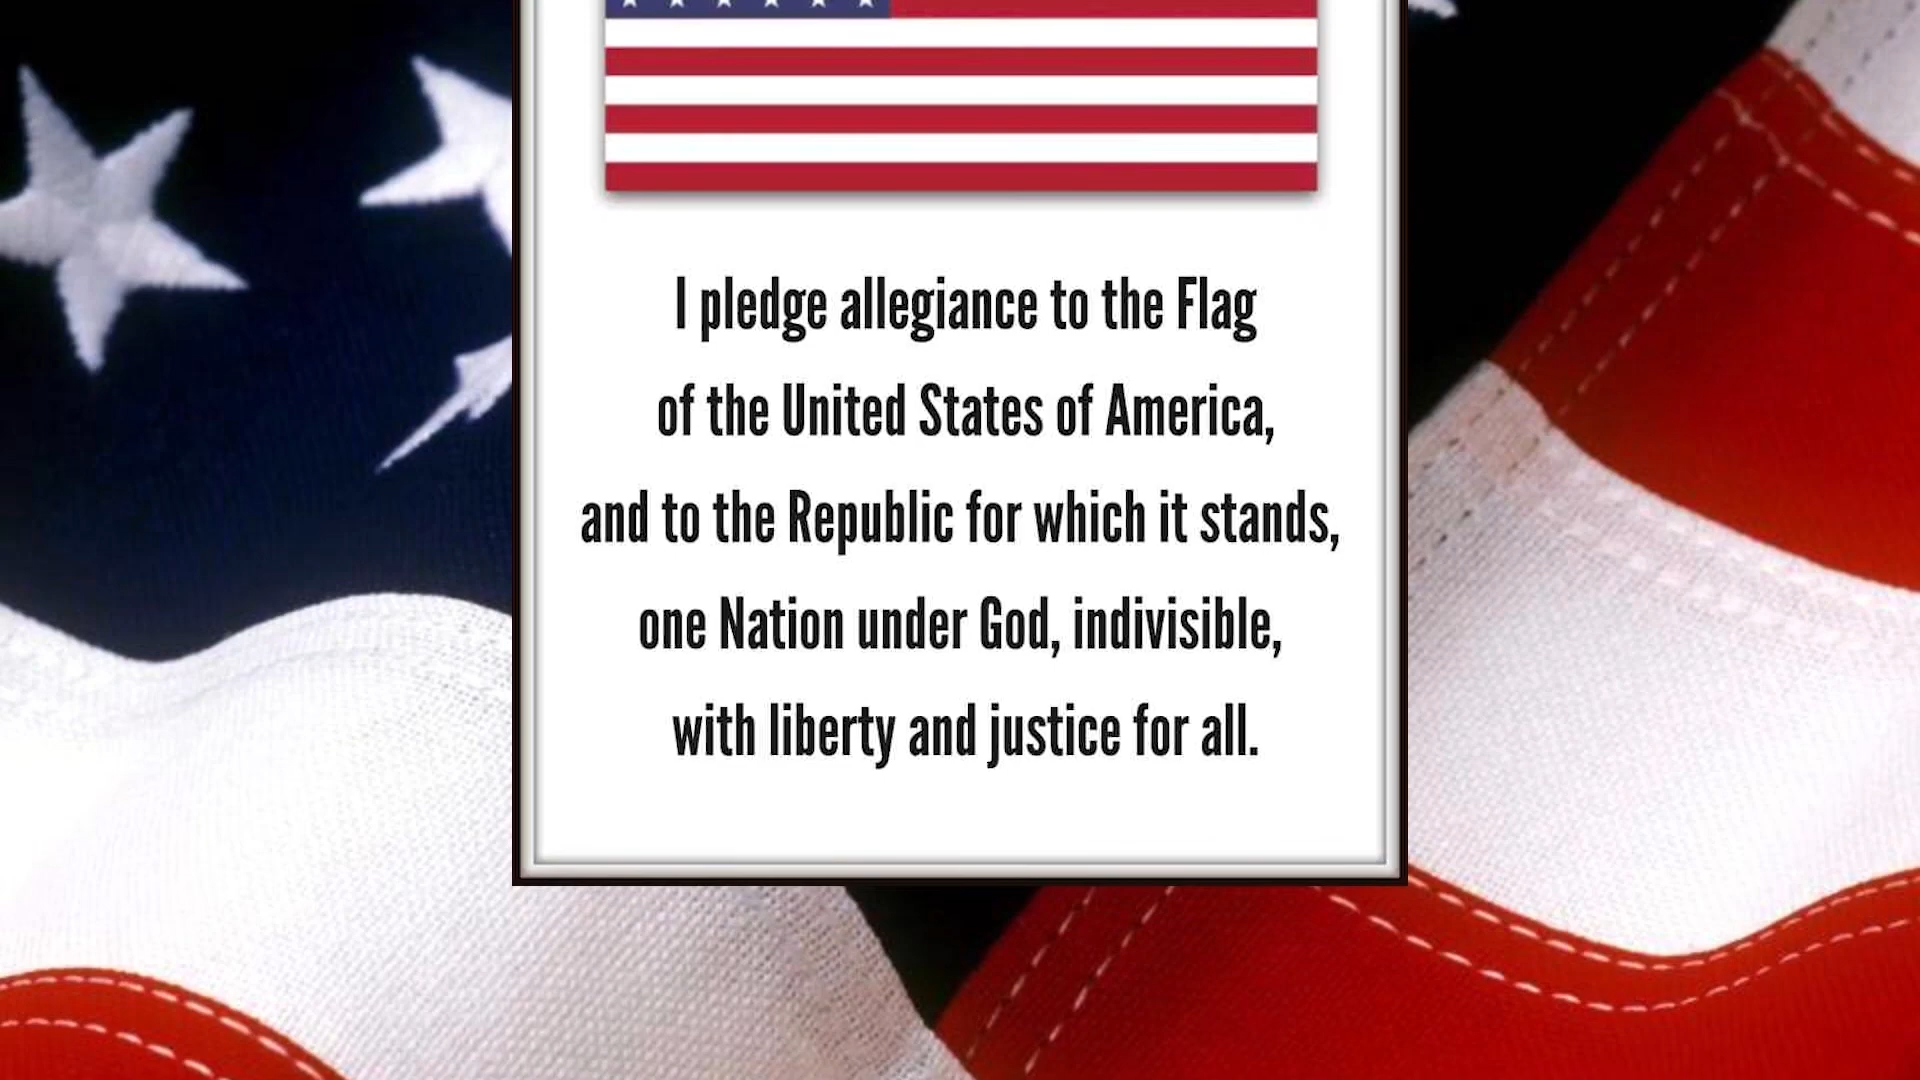 I pledge allegiance to the Flag
of the United States of America,
and to the Republic for which it stands,
one Nation under God, indivisible,
with liberty and justice for all.